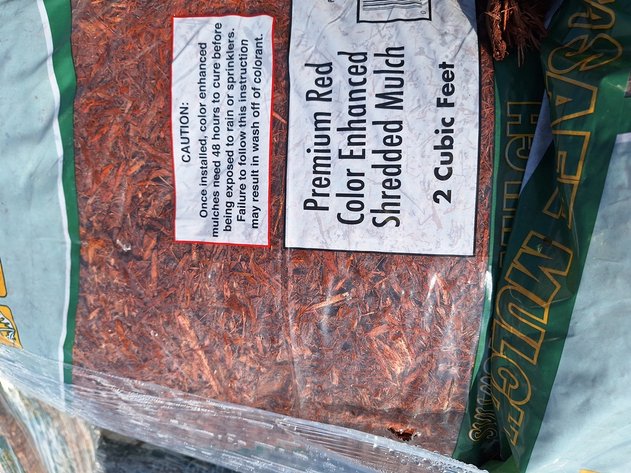 CAUTION:
Once installed, color enhanced
mulches need 48 hours to cure before
being exposed to rain or sprinklers.
Failure to follow this instruction
may result in wash off of colorant.
Premium Red
Color Enhanced
Shredded Mulch
2 Cubic Feet
MULCH